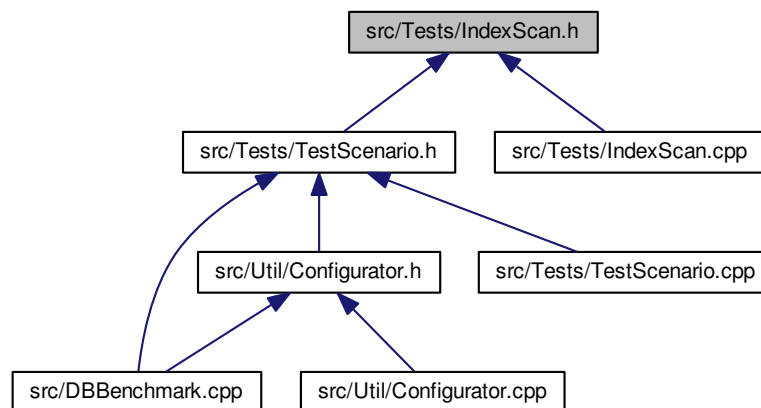 src/Tests/IndexScan.h
src/Tests/TestScenario.h
src/Tests/IndexScan.cpp
src/Util/Configurator.h
src/Tests/TestScenario.cpp
src/DBBenchmark.cpp
src/Util/Configurator.cpp